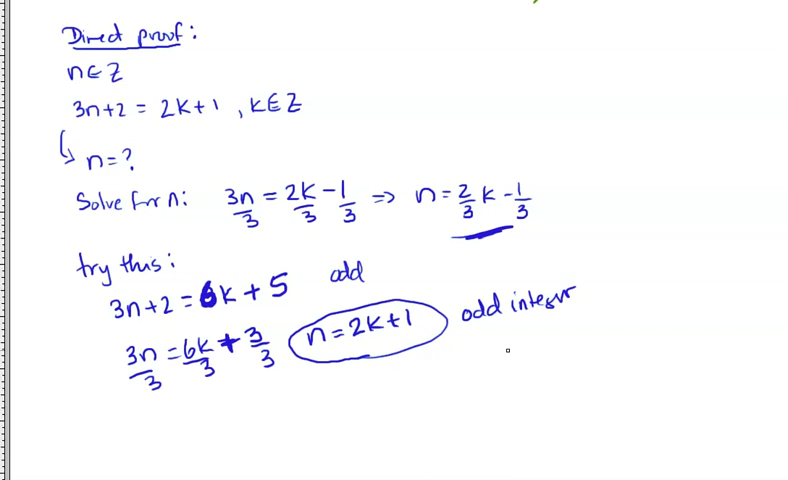 Direct proof:
n∈Z
3n+2 = 2k+1 , k∈Z
↳ n=?
Solve for n: 3n/3 = 2k/3 - 1/3 => n = 2/3 k - 1/3
try this:
3n+2 = 6k + 5 odd
3n/3 = 6k/3 + 3/3 n = 2k+1 odd integer